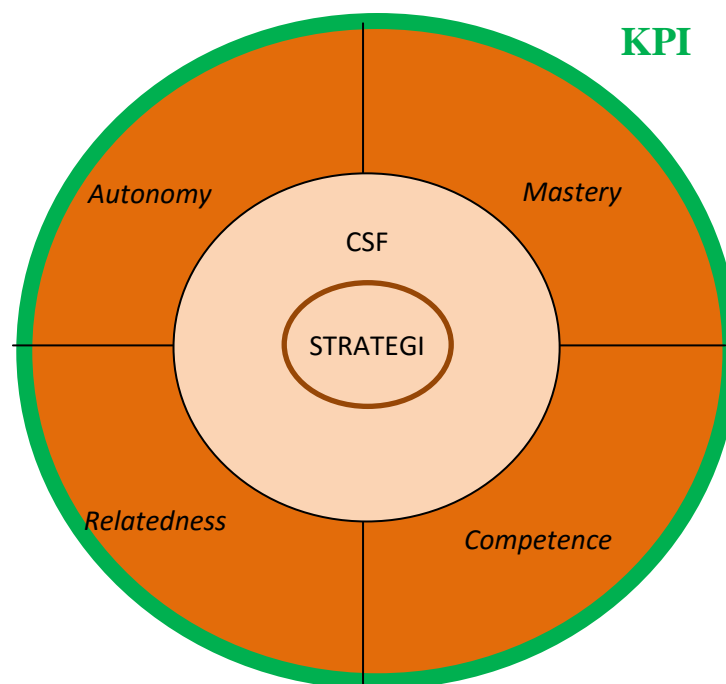 KPI
Autonomy
Mastery
CSF
STRATEGI
Relatedness
Competence